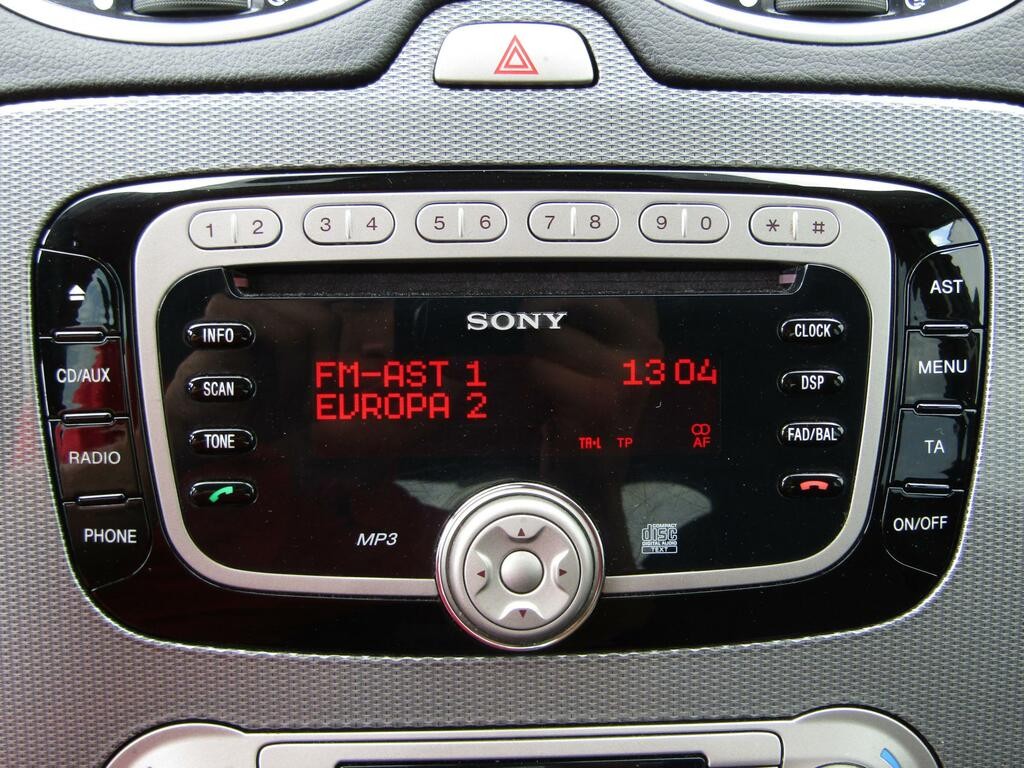 1 2 3 4 5 6 7 8 9 0 * #
SONY
INFO
SCAN
TONE
CLOCK
DSP
FAD/BAL
CD/AUX
RADIO
PHONE
AST
MENU
TA
ON/OFF
FM-AST 1 13 04
EVROPA 2
TA·L TP AF
MP3
COMPACT
disc
DIGITAL AUDIO
TEXT